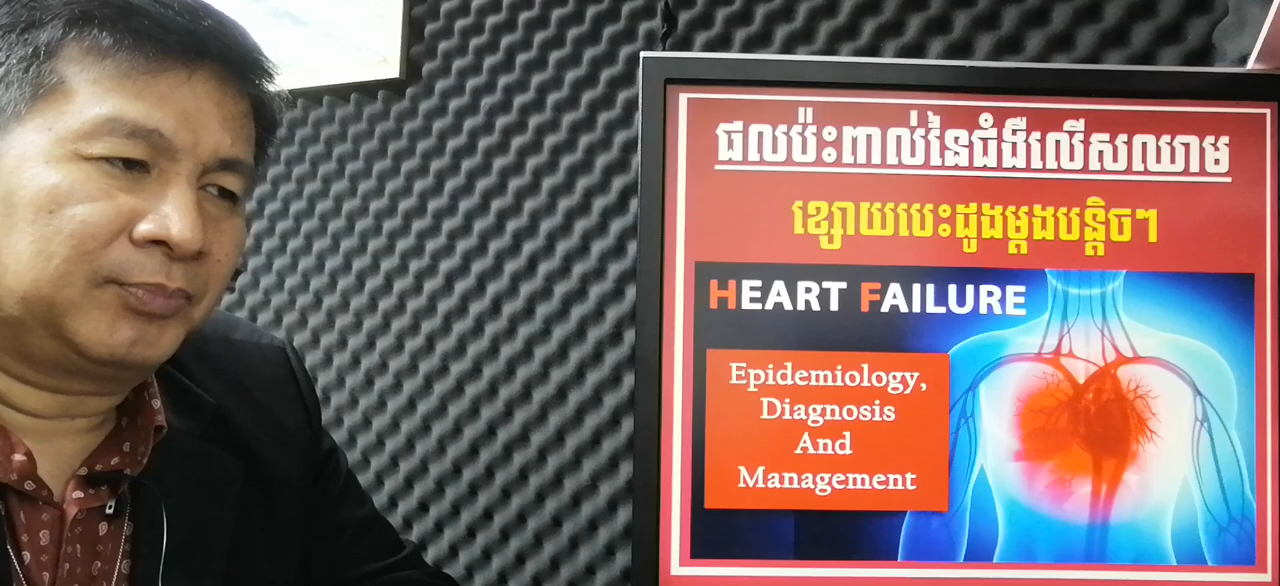 ផលប៉ះពាល់នៃជំងឺលើសឈាម
ខ្សោយបេះដូងម្តងបន្តិចៗ
HEART FAILURE
Epidemiology,
Diagnosis
And
Management